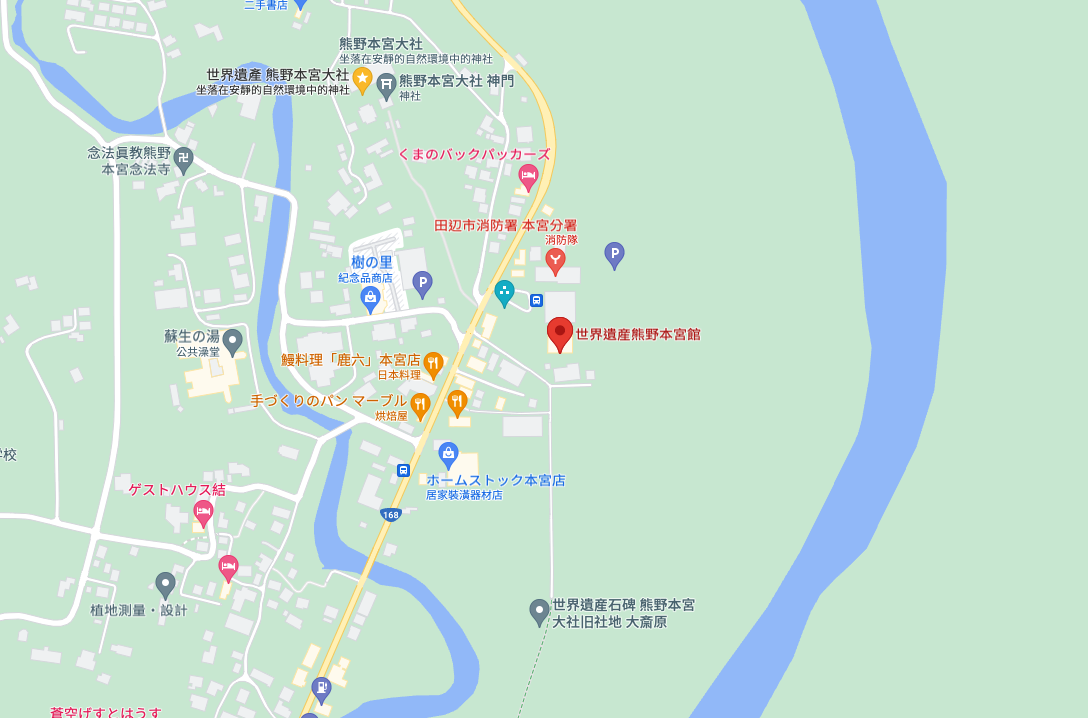 二手書店
熊野本宮大社
坐落在安靜的自然環境中的神社
世界遺產 熊野本宮大社
坐落在安靜的自然環境中的神社
熊野本宮大社 神門
神社
念法眞教熊野
本宮念法寺
くまのバックパッカーズ
田辺市消防署 本宮分署
消防隊
P
樹の里
紀念品商店
P
世界遺産熊野本宮館
蘇生の湯
公共澡堂
鰻料理「鹿六」本宮店
日本料理
手づくりのパン マーブル
烘焙屋
学校
ホームストック本宮店
居家裝潢器材店
ゲストハウス結
168
植地測量・設計
世界遺産石碑 熊野本宮
大社旧社地 大斎原
蒼空げすとはうす